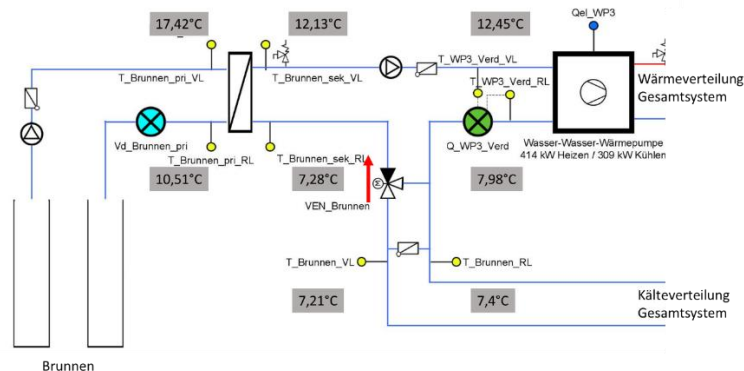 Qel_WP3
17,42°C
12,13°C
12,45°C
T_Brunnen_pri_VL
T_Brunnen_sek_VL
T_WP3_Verd_VL
T_WP3_Verd_RL
Wärmeverteilung
Gesamtsystem
Vd_Brunnen_pri
T_Brunnen_pri_RL
T_Brunnen_sek_RL
Q_WP3_Verd
Wasser-Wasser-Wärmepumpe
414 kW Heizen / 309 kW Kühlen
10,51°C
7,28°C
7,98°C
VEN_Brunnen
T_Brunnen_VL
T_Brunnen_RL
7,21°C
7,4°C
Kälteverteilung
Gesamtsystem
Brunnen